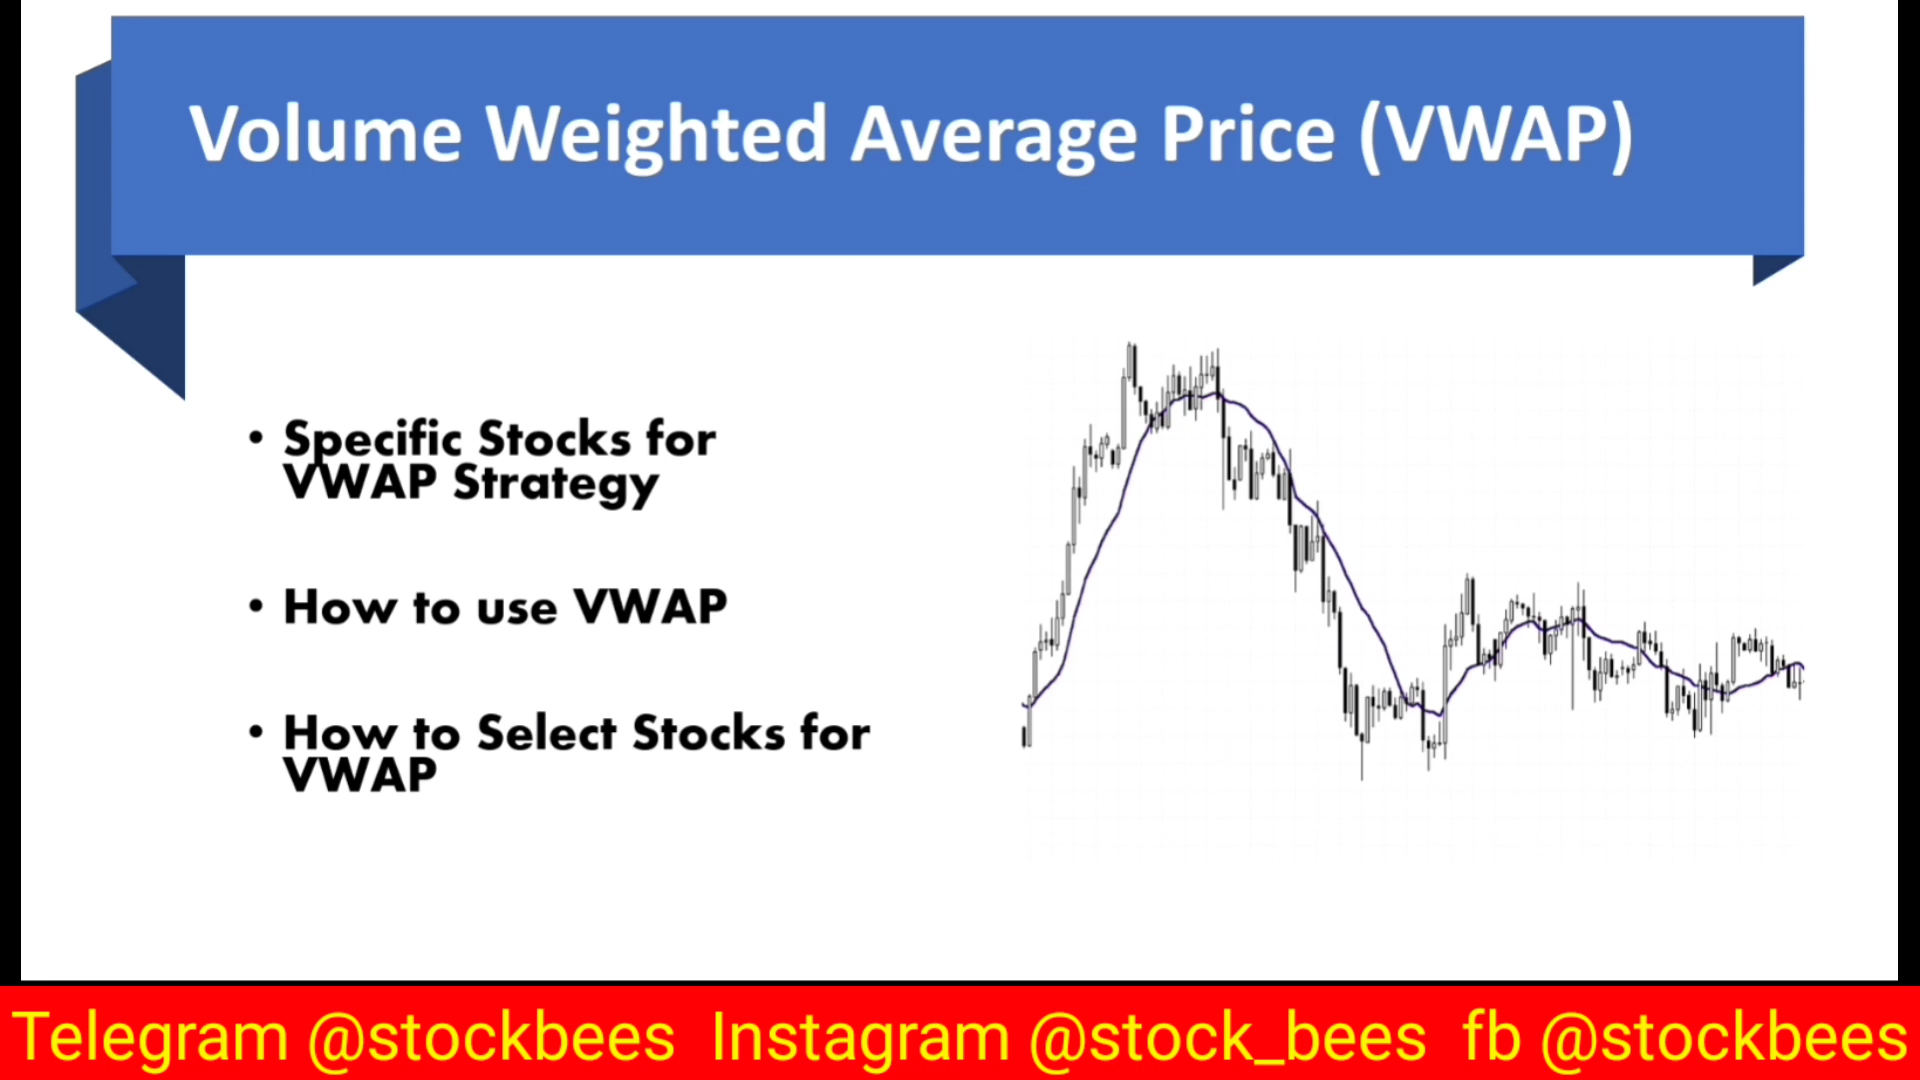 Volume Weighted Average Price (VWAP)
• Specific Stocks for
VWAP Strategy
• How to use VWAP
• How to Select Stocks for
VWAP
Telegram @stockbees Instagram @stock_bees fb @stockbees